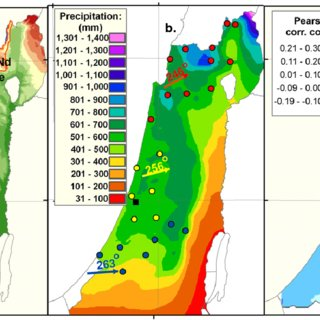 Nd
e
Precipitation:
(mm)
1,301 - 1,400
1,201 - 1,300
1,101 - 1,200
1,001 - 1,100
901 - 1,000
801 - 900
701 - 800
601 - 700
501 - 600
401 - 500
301 - 400
201 - 300
101 - 200
31 - 100
b.
246
256
263
Pears
corr. co
0.21 - 0.30
0.11 - 0.20
0.01 - 0.10
-0.09 - 0.00
-0.19 - -0.10